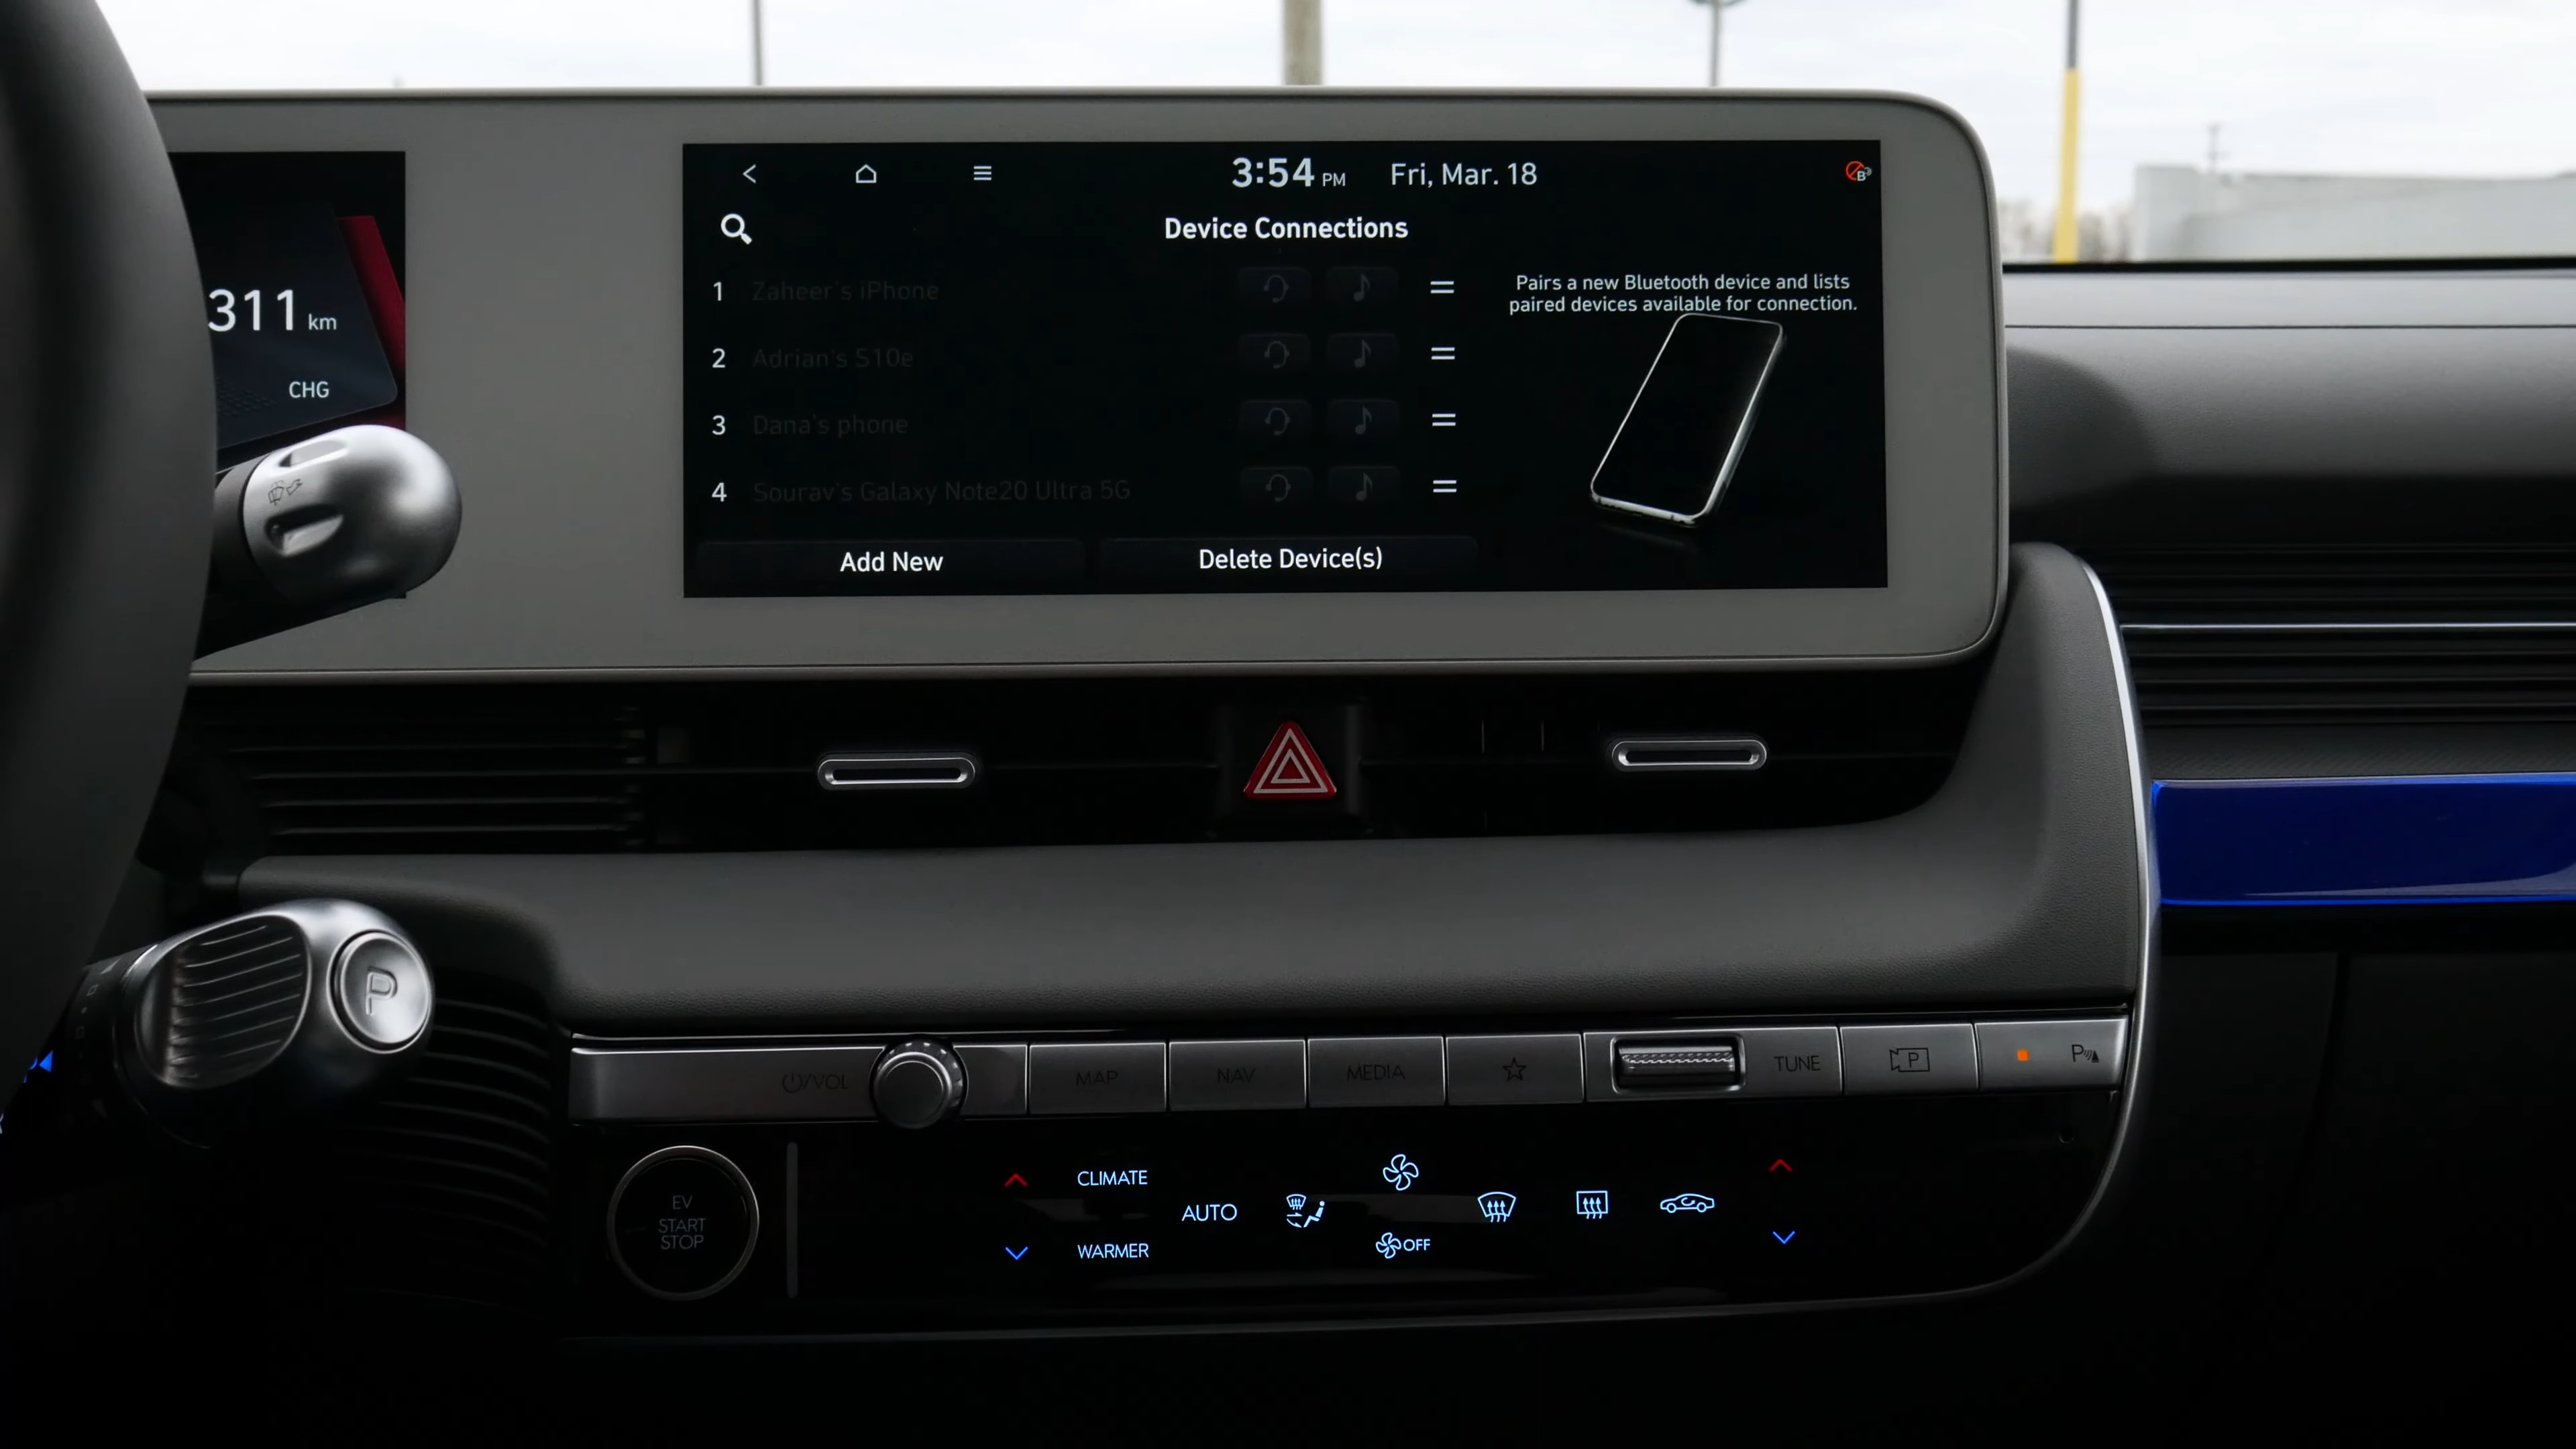 3:54 PM Fri, Mar. 18
B
Device Connections
1 Zaheer's iPhone
2 Adrian's S10e
3 Dana's phone
4 Sourav's Galaxy Note20 Ultra 5G
Add New
Delete Device(s)
Pairs a new Bluetooth device and lists
paired devices available for connection.
311 km
CHG
P
/VOL
MAP
NAV
MEDIA
TUNE
P
P
EV
START
STOP
CLIMATE
WARMER
AUTO
OFF